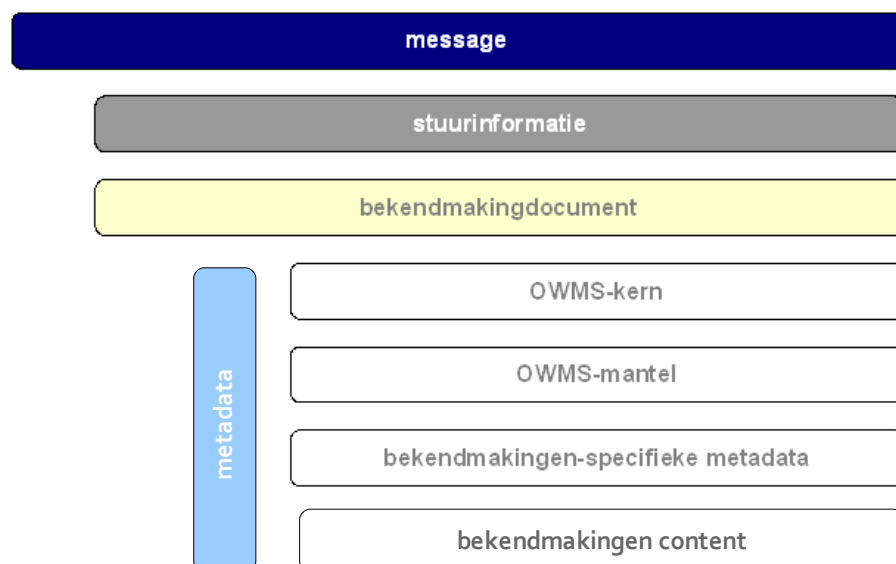 message
stuurinformatie
bekendmakingdocument
OWMS-kern
OWMS-mantel
metadata
bekendmakingen-specifieke metadata
bekendmakingen content